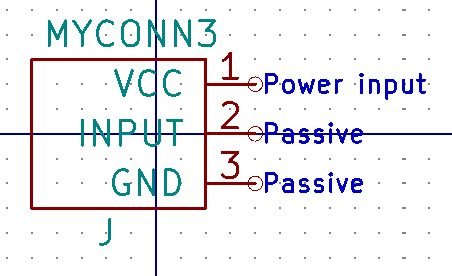 MYCONN3
VCC 1 Power input
INPUT 2 Passive
GND 3 Passive
J